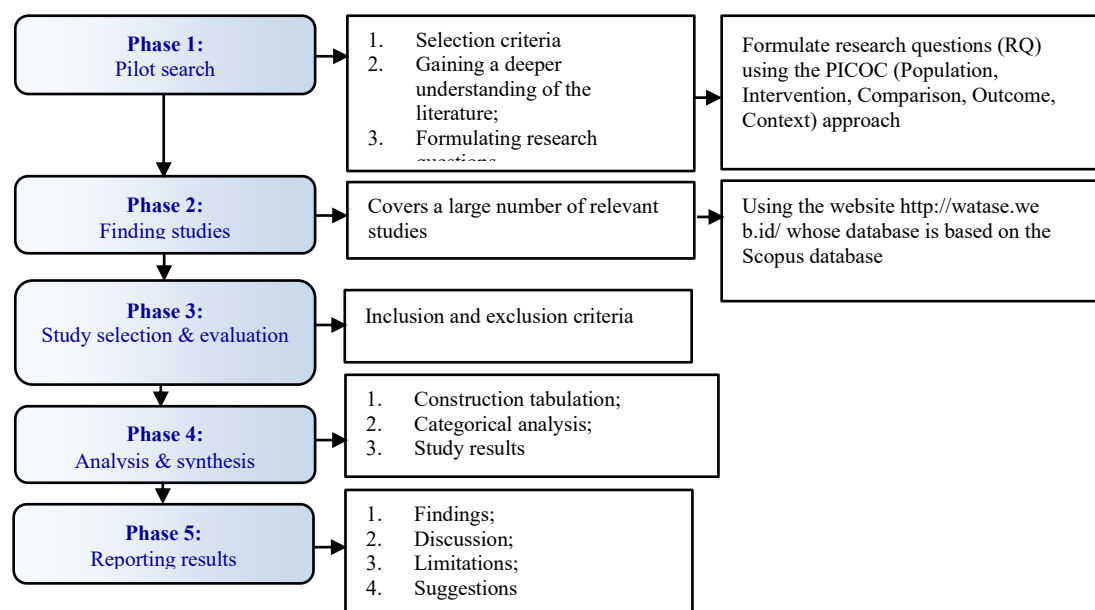 Phase 1:
Pilot search
1. Selection criteria
2. Gaining a deeper
understanding of the
literature;
3. Formulating research
questions
Formulate research questions (RQ)
using the PICOC (Population,
Intervention, Comparison, Outcome,
Context) approach
Phase 2:
Finding studies
Covers a large number of relevant
studies
Using the website http://watase.we
b.id/ whose database is based on the
Scopus database
Phase 3:
Study selection & evaluation
Inclusion and exclusion criteria
Phase 4:
Analysis & synthesis
1. Construction tabulation;
2. Categorical analysis;
3. Study results
Phase 5:
Reporting results
1. Findings;
2. Discussion;
3. Limitations;
4. Suggestions